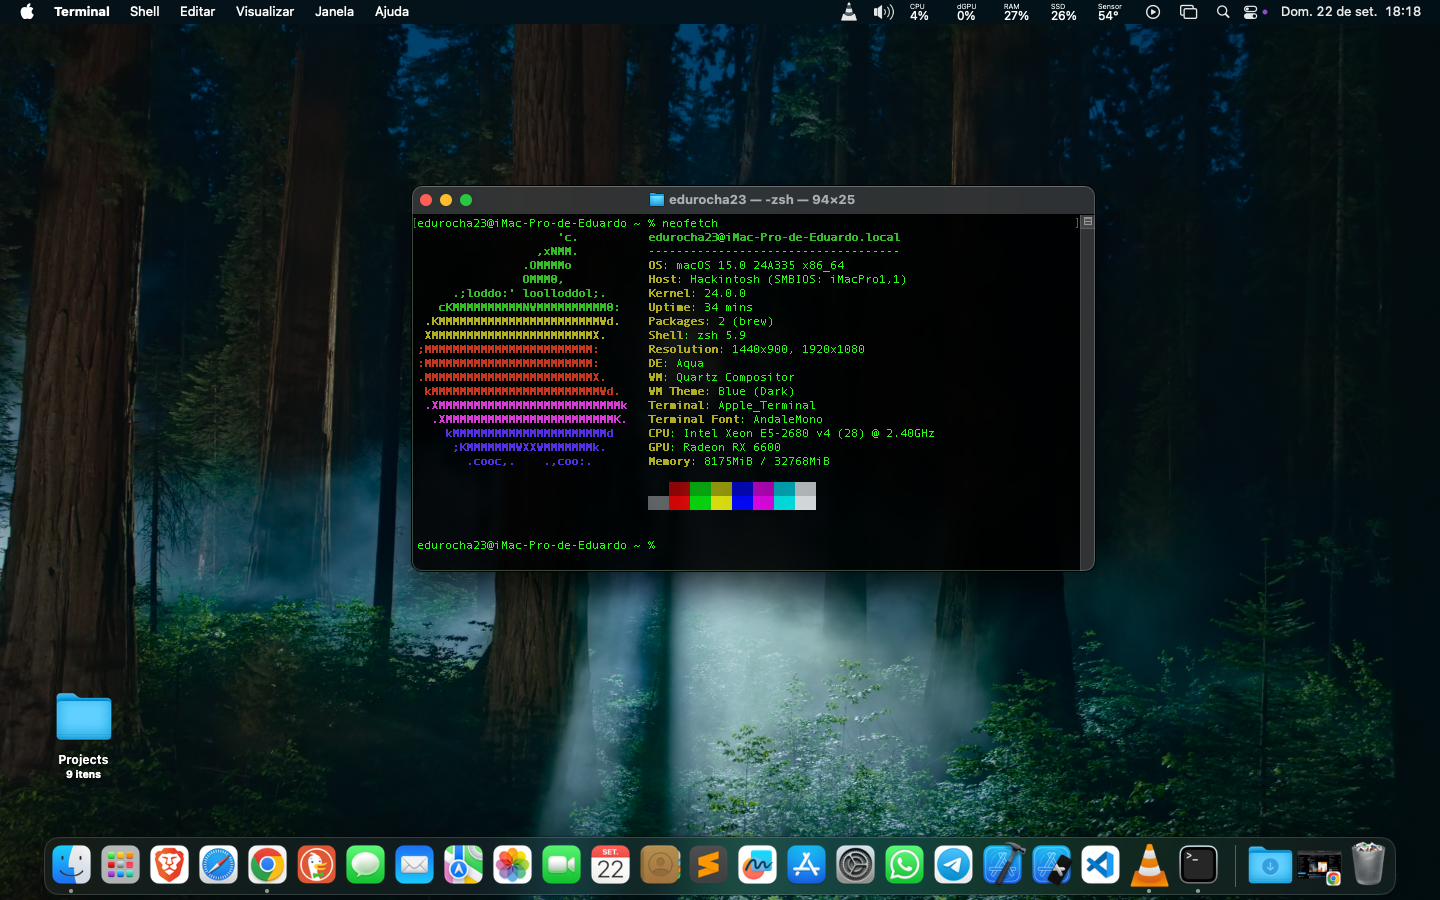 Terminal Shell Editar Visualizar Janela Ajuda
CPU 4% dGPU 0% RAM 27% SSD 26% Sensor 54° Dom. 22 de set. 18:18
edurocha23 — -zsh — 94×25
[edurocha23@iMac-Pro-de-Eduardo ~ % neofetch ]
'c. edurocha23@iMac-Pro-de-Eduardo.local
,xNMM. ------------------------------------
.OMMMMo OS: macOS 15.0 24A335 x86_64
OMMM0, Host: Hackintosh (SMBIOS: iMacPro1,1)
.;loddo:' loolloddol;. Kernel: 24.0.0
cKMMMMMMMMMMNWMMMMMMMMMM0: Uptime: 34 mins
.KMMMMMMMMMMMMMMMMMMMMMMMWd. Packages: 2 (brew)
XMMMMMMMMMMMMMMMMMMMMMMMX. Shell: zsh 5.9
;MMMMMMMMMMMMMMMMMMMMMMMM: Resolution: 1440x900, 1920x1080
:MMMMMMMMMMMMMMMMMMMMMMMM: DE: Aqua
.MMMMMMMMMMMMMMMMMMMMMMMMX. WM: Quartz Compositor
kMMMMMMMMMMMMMMMMMMMMMMMMWd. WM Theme: Blue (Dark)
.XMMMMMMMMMMMMMMMMMMMMMMMMMMk Terminal: Apple_Terminal
.XMMMMMMMMMMMMMMMMMMMMMMMMK. Terminal Font: AndaleMono
kMMMMMMMMMMMMMMMMMMMMMMd CPU: Intel Xeon E5-2680 v4 (28) @ 2.40GHz
;KMMMMMMMWXXWMMMMMMMk. GPU: Radeon RX 6600
.cooc,. .,coo:. Memory: 8175MiB / 32768MiB
edurocha23@iMac-Pro-de-Eduardo ~ %
Projects
9 itens
SET.
22
>_